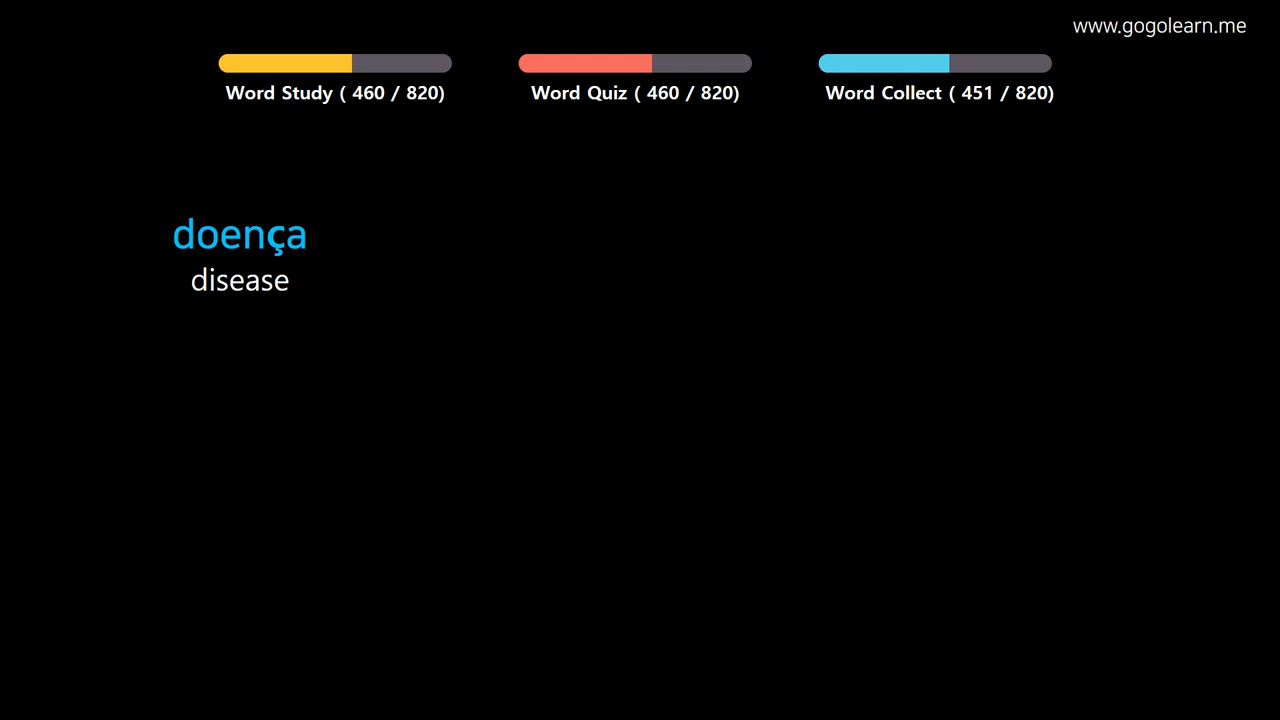 www.gogolearn.me
Word Study ( 460 / 820)
Word Quiz ( 460 / 820)
Word Collect ( 451 / 820)
doença
disease